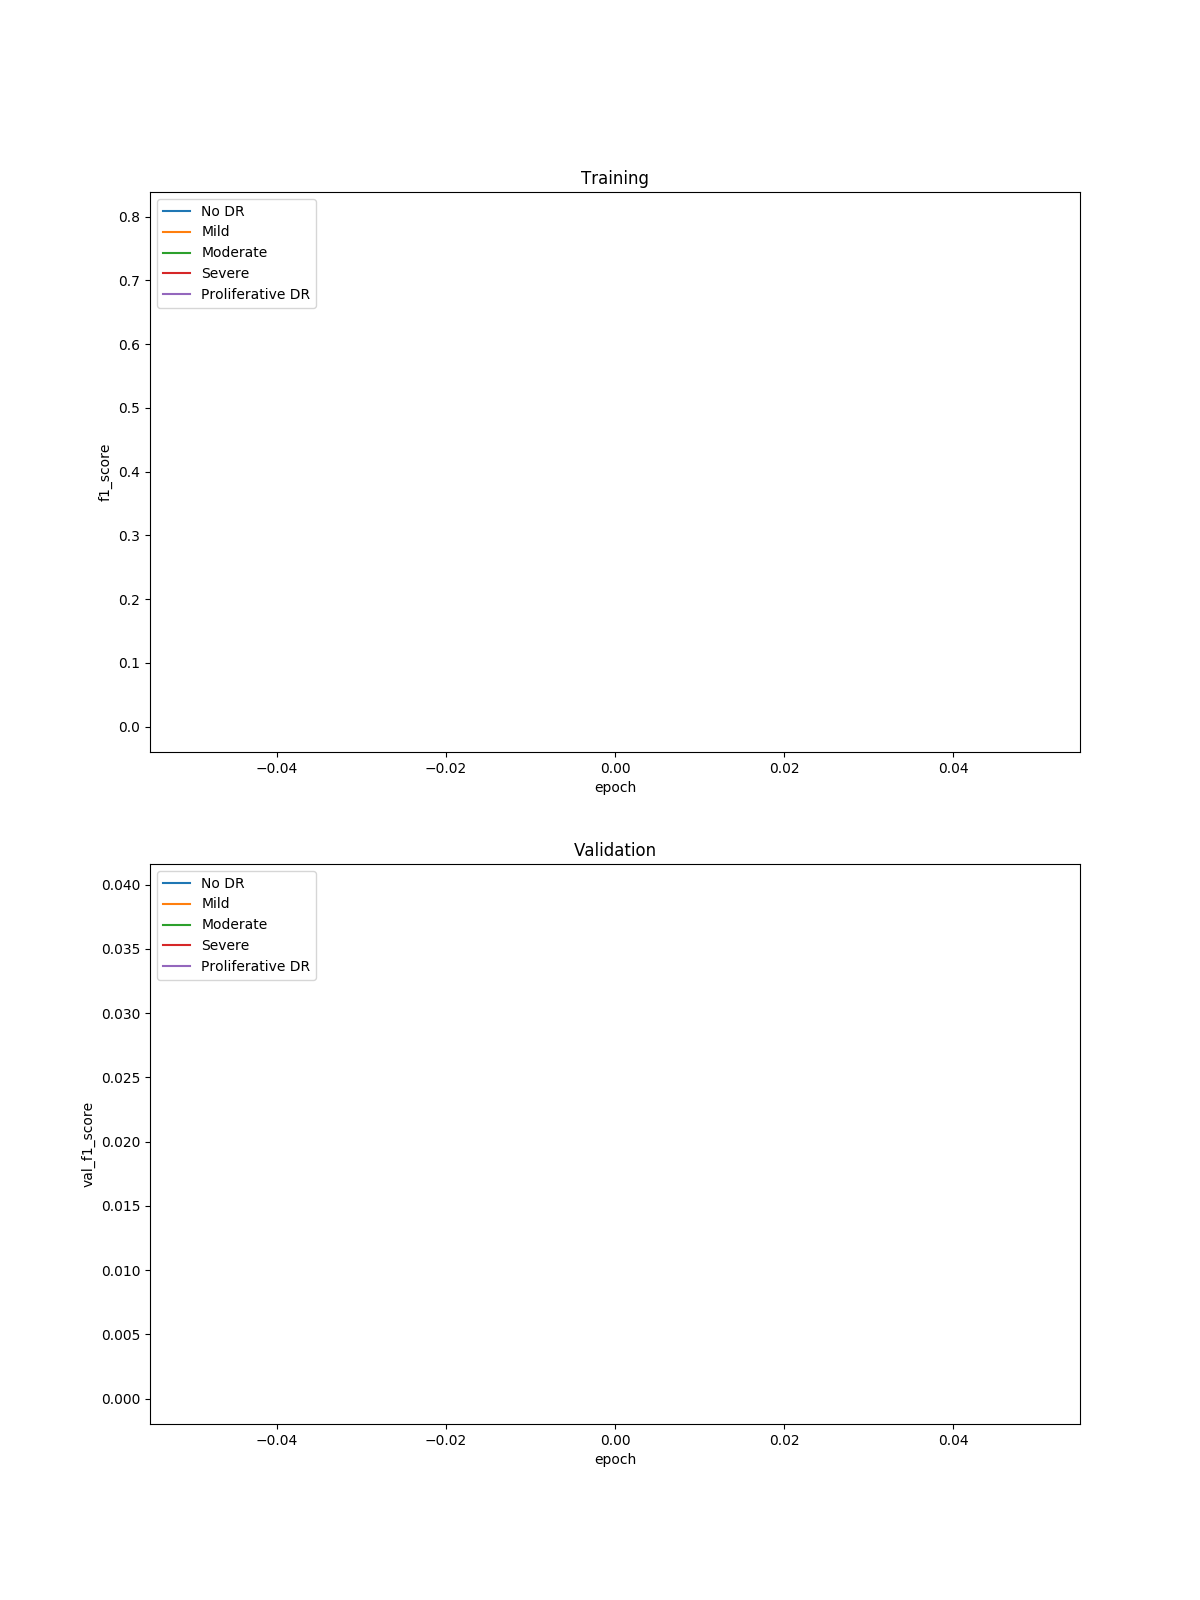 Training
No DR
Mild
Moderate
Severe
Proliferative DR
0.8
0.7
0.6
0.5
0.4
0.3
0.2
0.1
0.0
f1_score
−0.04
−0.02
0.00
0.02
0.04
epoch
Validation
No DR
Mild
Moderate
Severe
Proliferative DR
0.040
0.035
0.030
0.025
0.020
0.015
0.010
0.005
0.000
val_f1_score
−0.04
−0.02
0.00
0.02
0.04
epoch